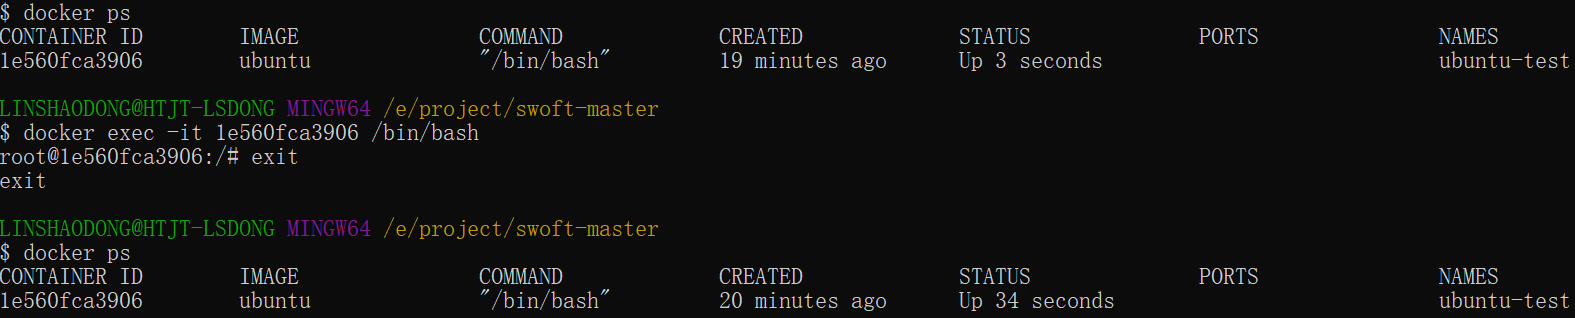 $ docker ps
CONTAINER ID        IMAGE               COMMAND             CREATED             STATUS              PORTS               NAMES
1e560fca3906        ubuntu              "/bin/bash"         19 minutes ago      Up 3 seconds                            ubuntu-test
LINSHAODONG@HTJT-LSDONG MINGW64 /e/project/swoft-master
$ docker exec -it 1e560fca3906 /bin/bash
root@1e560fca3906:/# exit
exit
LINSHAODONG@HTJT-LSDONG MINGW64 /e/project/swoft-master
$ docker ps
CONTAINER ID        IMAGE               COMMAND             CREATED             STATUS              PORTS               NAMES
1e560fca3906        ubuntu              "/bin/bash"         20 minutes ago      Up 34 seconds                           ubuntu-test